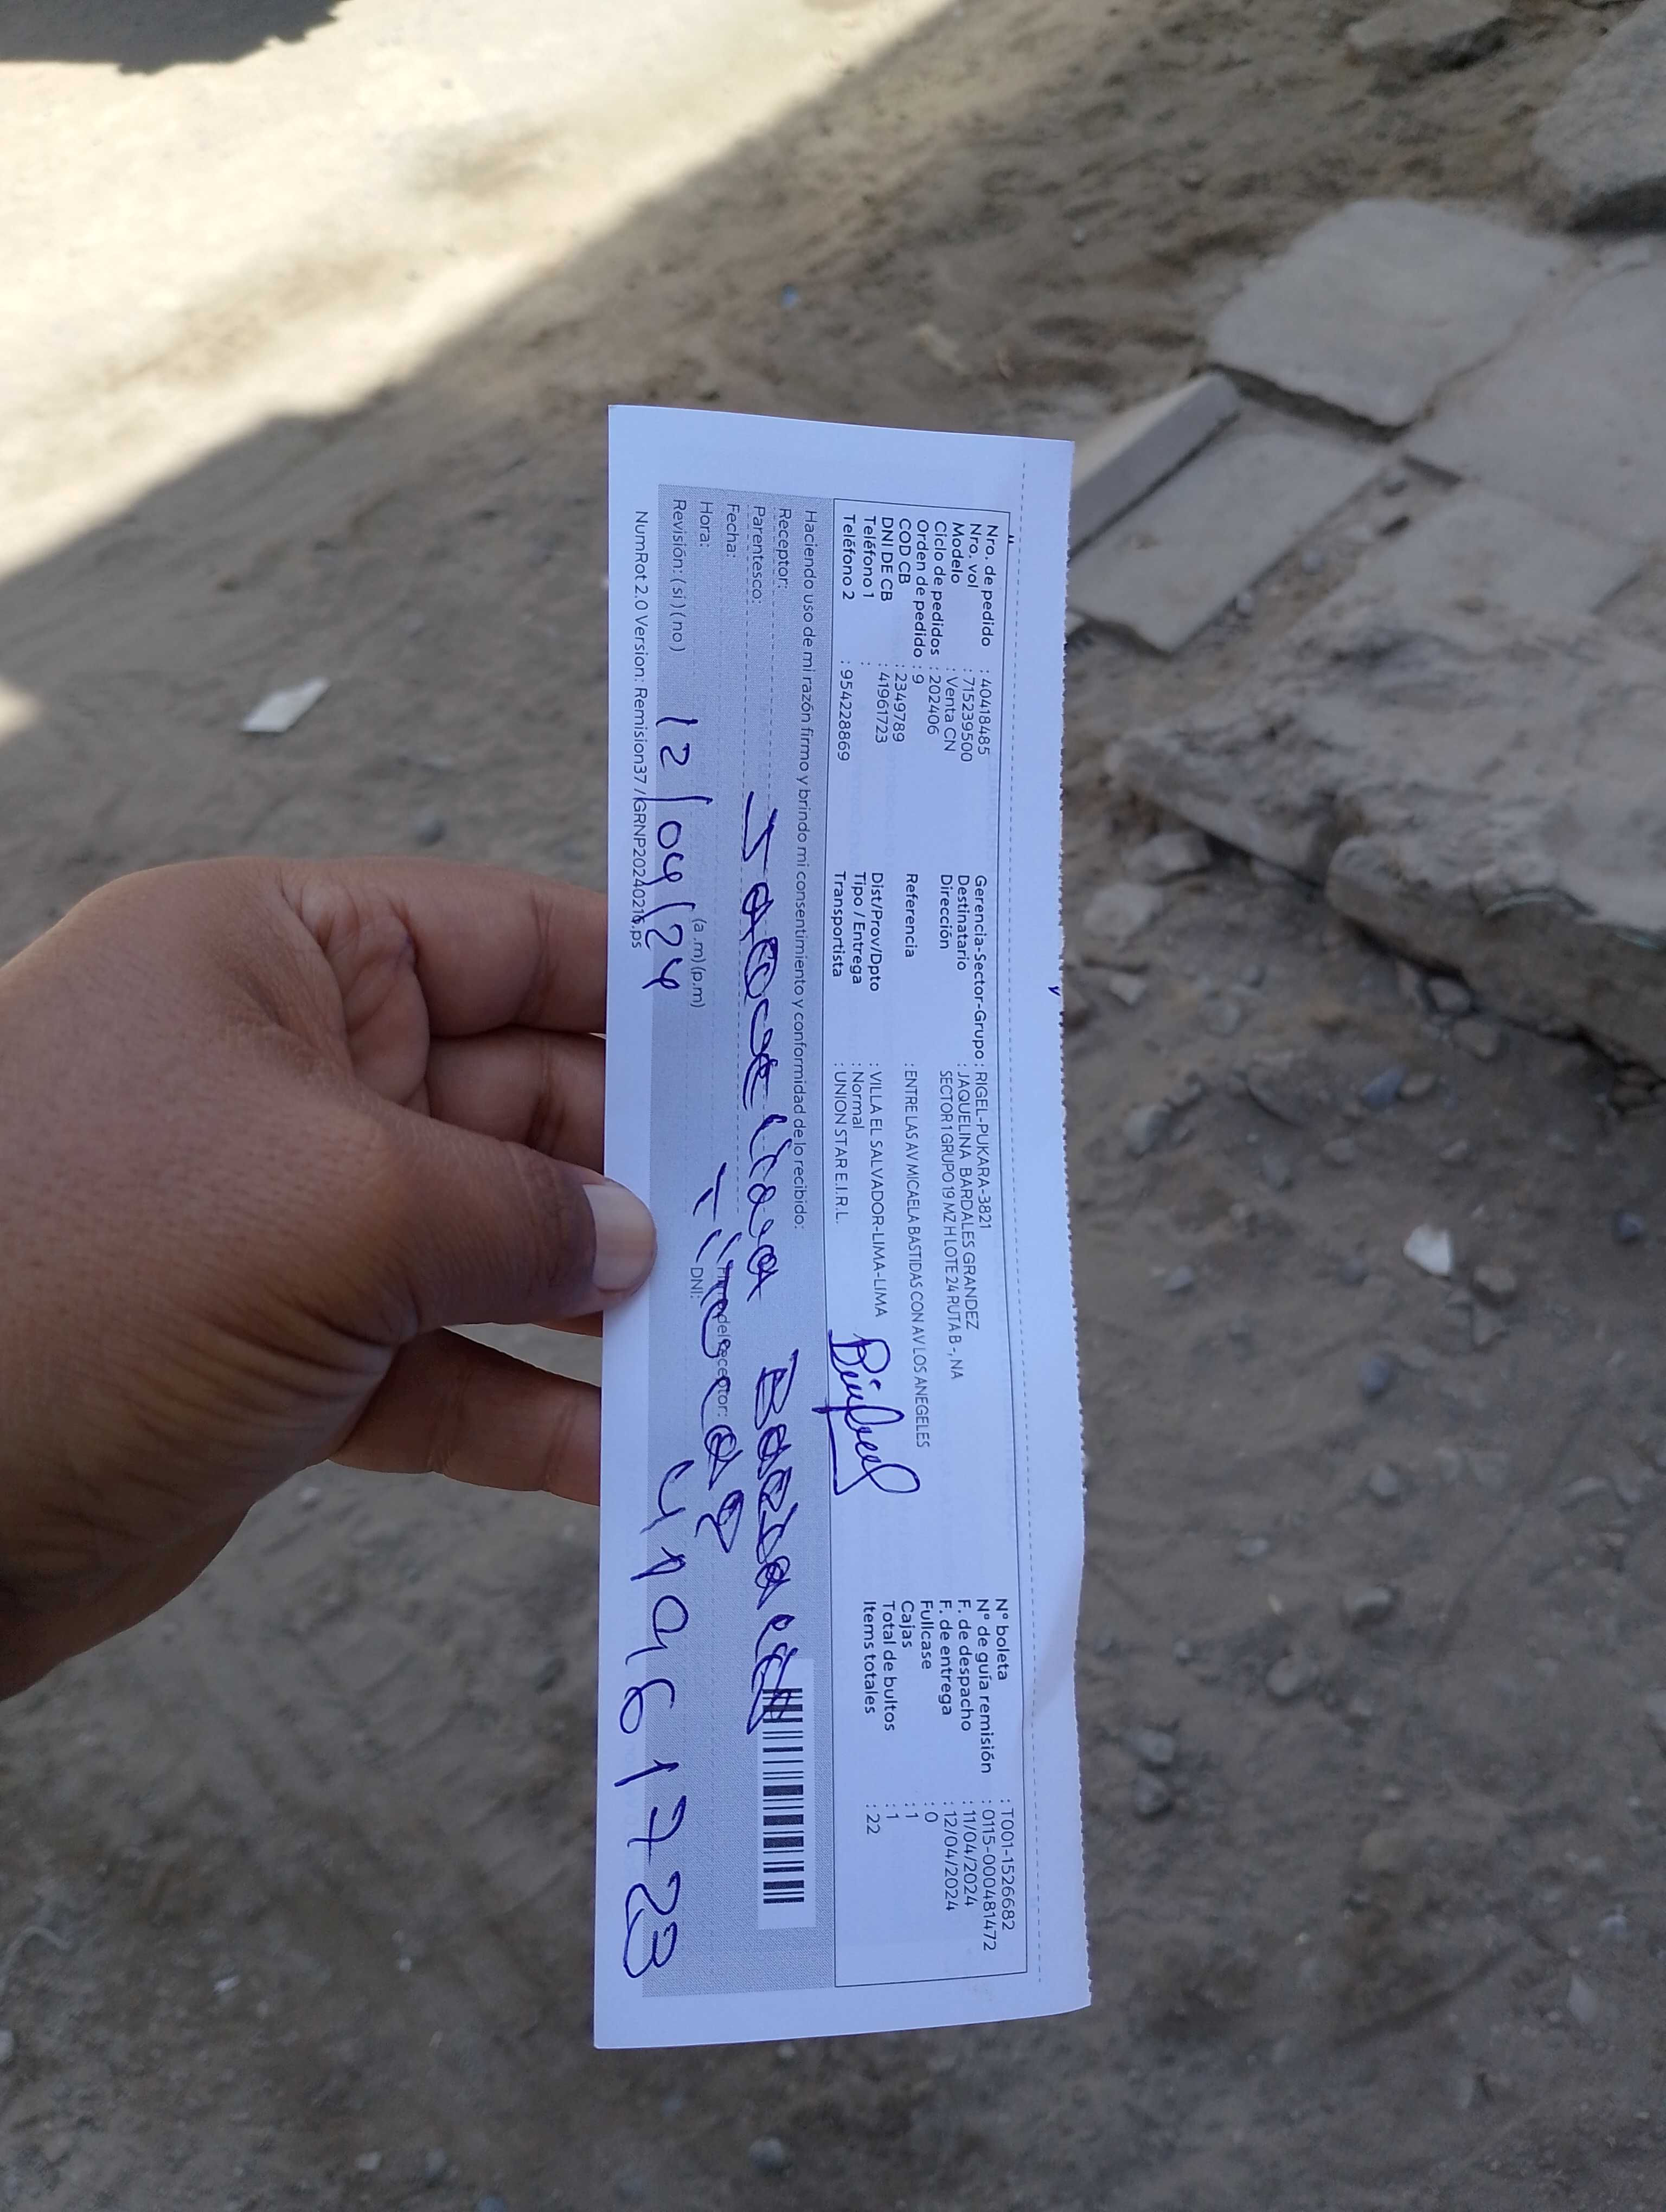 Nro. de pedido : 40418485
Nro. vol : 715239500
Modelo : Venta CN
Ciclo de pedidos : 202406
Orden de pedido : 9
COD CB : 2349789
DNI DE CB : 41961723
Teléfono 1 :
Teléfono 2 : 954228869
Gerencia-Sector-Grupo : RIGEL-PUKARA-3821
Destinatario : JAQUELINA BARDALES GRANDEZ
Dirección SECTOR 1 GRUPO 19 MZ H LOTE 24 RUTA B -, NA
Referencia : ENTRE LAS AV MICAELA BASTIDAS CON AV LOS ANEGELES
Dist/Prov/Dpto : VILLA EL SALVADOR-LIMA-LIMA
Tipo / Entrega : Normal
Transportista : UNION STAR E.I.R.L.
N° boleta : T001-1526682
N° de guía remisión : 0115-000481472
F. de despacho : 11/04/2024
F. de entrega : 12/04/2024
Fullcase : 0
Cajas : 1
Total de bultos : 1
Items totales : 22
Haciendo uso de mi razón firmo y brindo mi consentimiento y conformidad de lo recibido:
Receptor:
Parentesco:
Fecha:
Hora: (a.m) (p.m)
Firma del receptor:
DNI: 41961723
Revisión: (si) (no)
12/04/24
NumRot 2.0 Version: Remision37 / GRNP20240216.ps